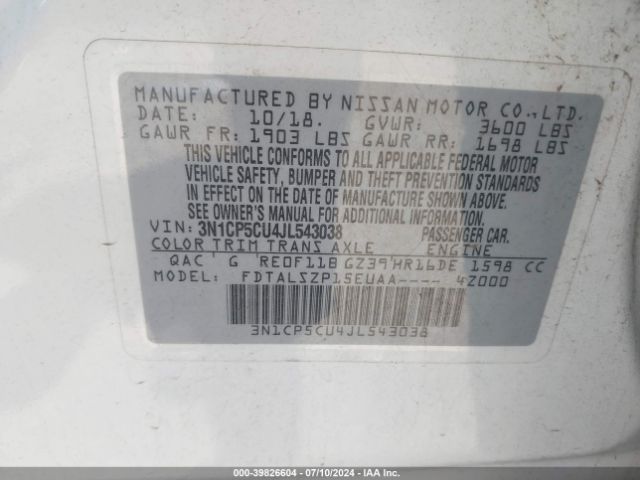 MANUFACTURED BY NISSAN MOTOR CO.,LTD.
DATE: 10/18. GVWR: 3600 LBS
GAWR FR: 1903 LBS GAWR RR: 1698 LBS
THIS VEHICLE CONFORMS TO ALL APPLICABLE FEDERAL MOTOR
VEHICLE SAFETY, BUMPER AND THEFT PREVENTION STANDARDS
IN EFFECT ON THE DATE OF MANUFACTURE SHOWN ABOVE.
SEE OWNER'S MANUAL FOR ADDITIONAL INFORMATION.
VIN: 3N1CP5CU4JL543038 PASSENGER CAR.
COLOR TRIM TRANS AXLE ENGINE
QAC G RE0F11B GZ39 HR16DE 1598 CC
MODEL: FDTALSZP15EUAA---- 4Z000
3N1CP5CU4JL543038
000-39826604 / 07/10/2024 / IAAI.COM